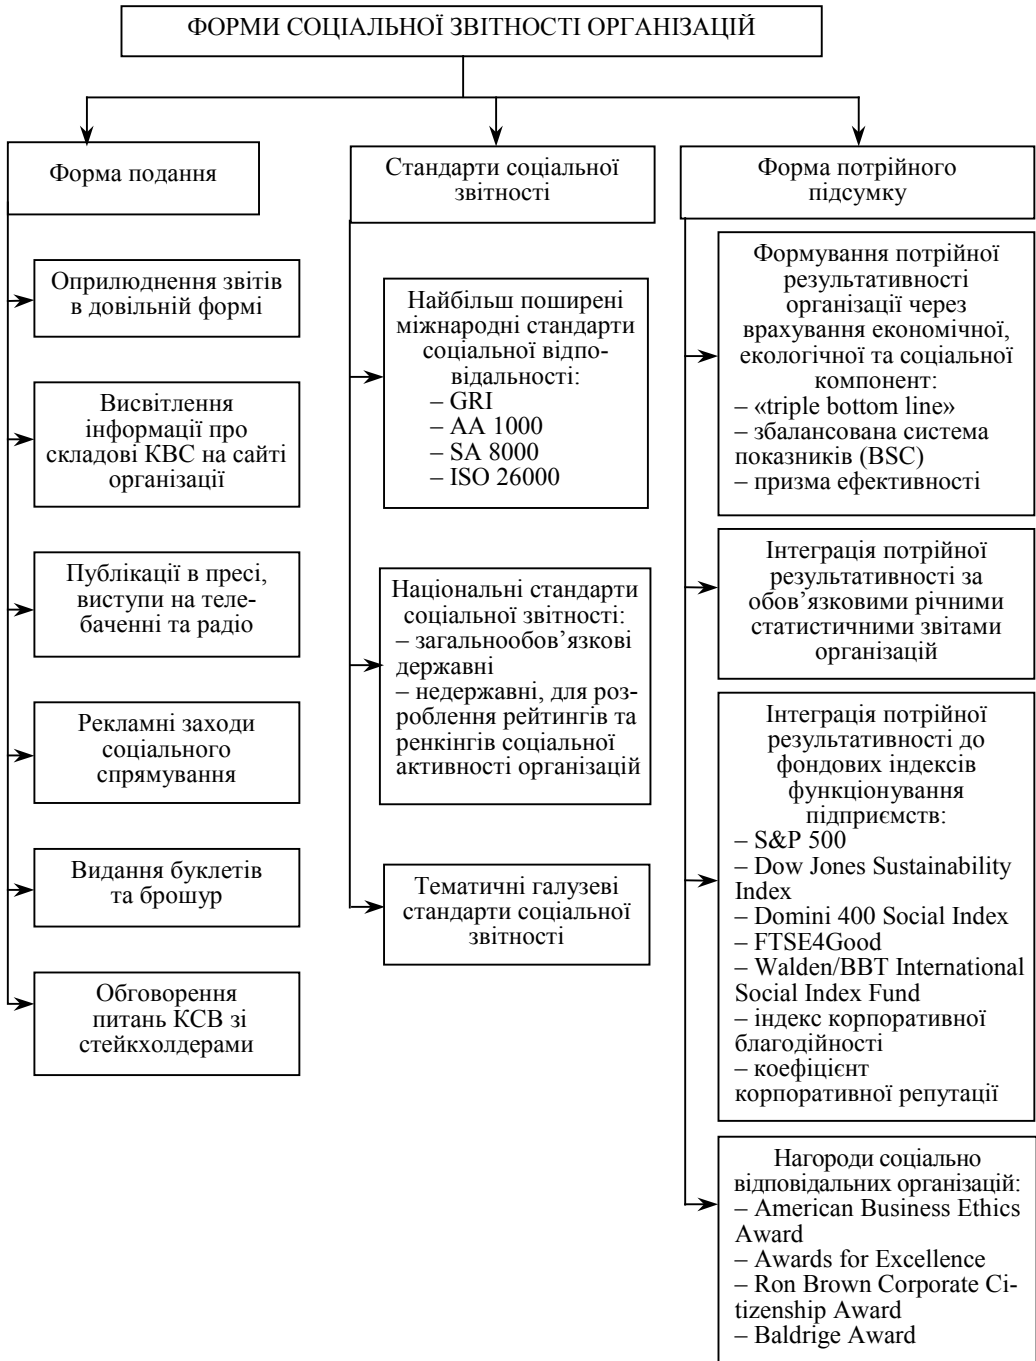 ФОРМИ СОЦІАЛЬНОЇ ЗВІТНОСТІ ОРГАНІЗАЦІЙ
Форма подання
Оприлюднення звітів
в довільній формі
Висвітлення
інформації про
складові КВС на сайті
організації
Публікації в пресі,
виступи на теле-
баченні та радіо
Рекламні заходи
соціального
спрямування
Видання буклетів
та брошур
Обговорення
питань КСВ зі
стейкхолдерами
Стандарти соціальної
звітності
Найбільш поширені
міжнародні стандарти
соціальної відпо-
відальності:
– GRI
– AA 1000
– SA 8000
– ISO 26000
Національні стандарти
соціальної звітності:
– загальнообов’язкові
державні
– недержавні, для роз-
роблення рейтингів та
ренкінгів соціальної
активності організацій
Тематичні галузеві
стандарти соціальної
звітності
Форма потрійного
підсумку
Формування потрійної
результативності
організації через
врахування економічної,
екологічної та соціальної
компонент:
– «triple bottom line»
– збалансована система
показників (BSC)
– призма ефективності
Інтеграція потрійної
результативності за
обов’язковими річними
статистичними звітами
організацій
Інтеграція потрійної
результативності до
фондових індексів
функціонування
підприємств:
– S&P 500
– Dow Jones Sustainability
Index
– Domini 400 Social Index
– FTSE4Good
– Walden/BBT International
Social Index Fund
– індекс корпоративної
благодійності
– коефіцієнт
корпоративної репутації
Нагороди соціально
відповідальних організацій:
– American Business Ethics
Award
– Awards for Excellence
– Ron Brown Corporate Ci-
tizenship Award
– Baldrige Award